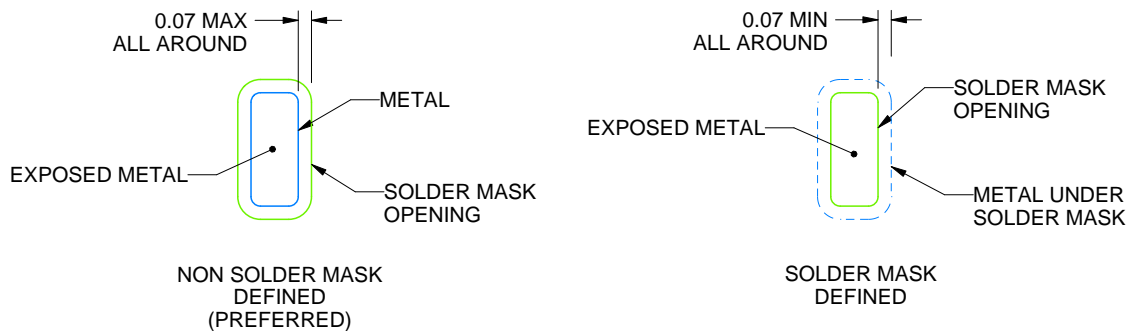 0.07 MAX
ALL AROUND
METAL
EXPOSED METAL
SOLDER MASK
OPENING
NON SOLDER MASK
DEFINED
(PREFERRED)
0.07 MIN
ALL AROUND
SOLDER MASK
OPENING
EXPOSED METAL
METAL UNDER
SOLDER MASK
SOLDER MASK
DEFINED